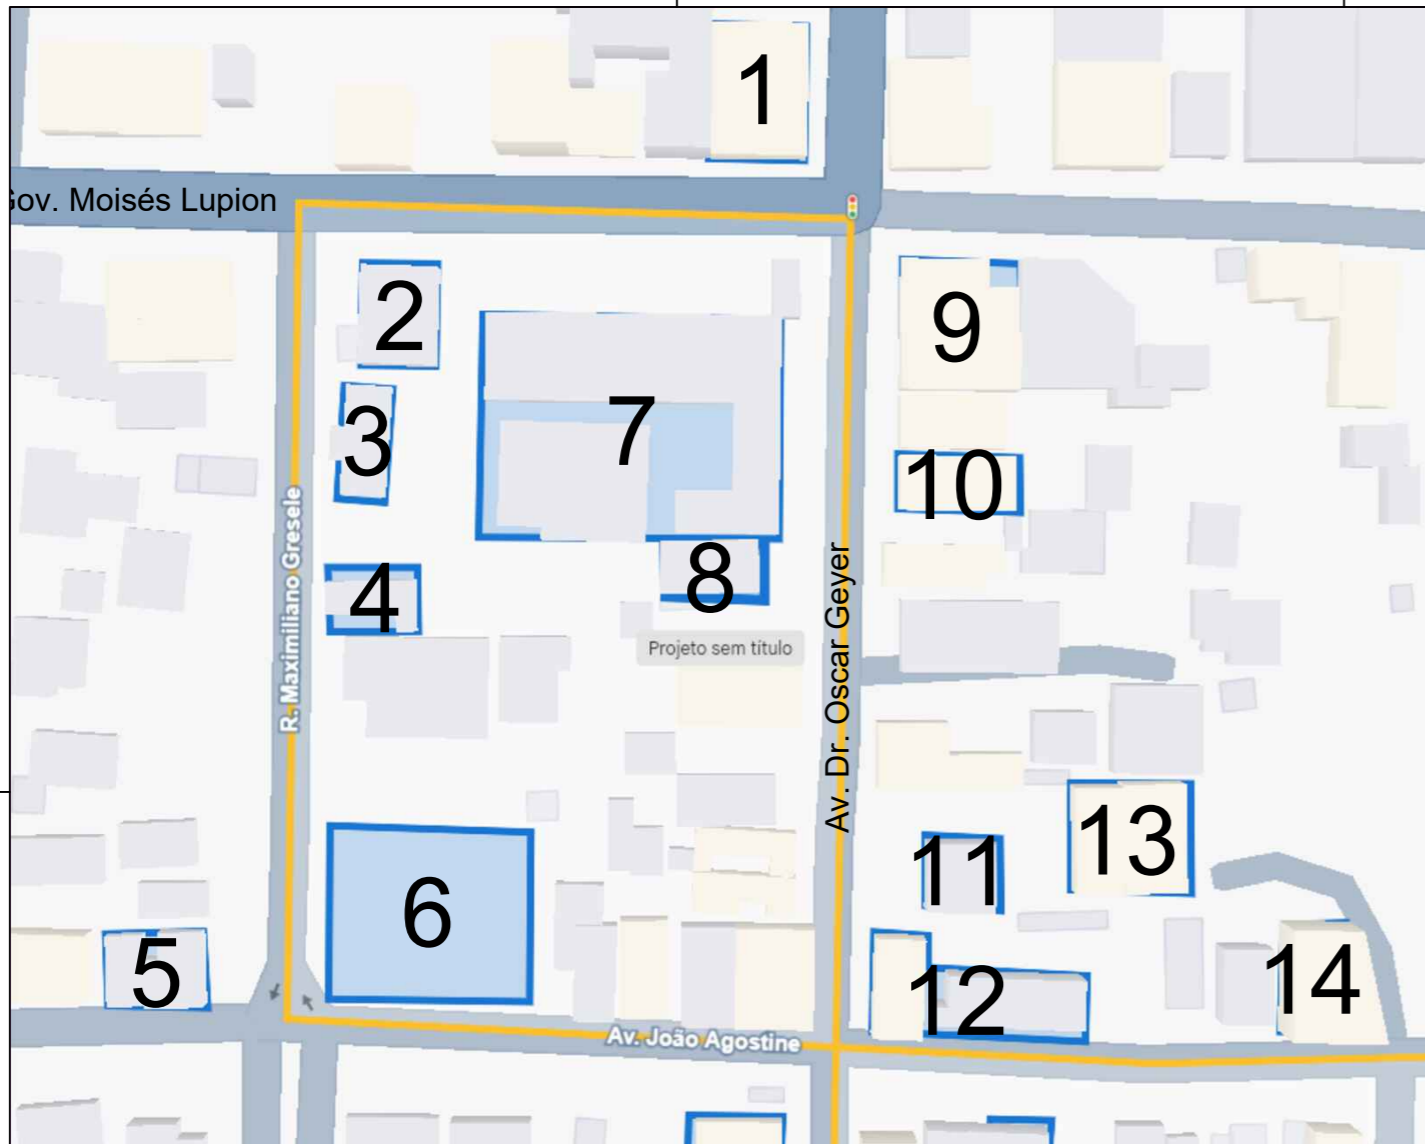 1
Gov. Moisés Lupion
2
9
3
7
10
R. Maximiliano Gresele
4
8
Av. Dr. Oscar Geyer
Projeto sem título
13
11
6
5
14
12
Av. João Agostine